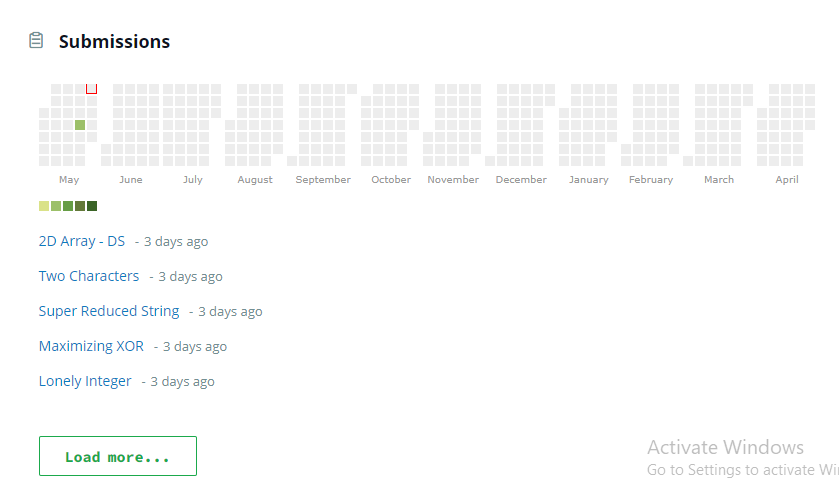 Submissions
May June July August September October November December January February March April
2D Array - DS - 3 days ago
Two Characters - 3 days ago
Super Reduced String - 3 days ago
Maximizing XOR - 3 days ago
Lonely Integer - 3 days ago
Load more...
Activate Windows
Go to Settings to activate Wi